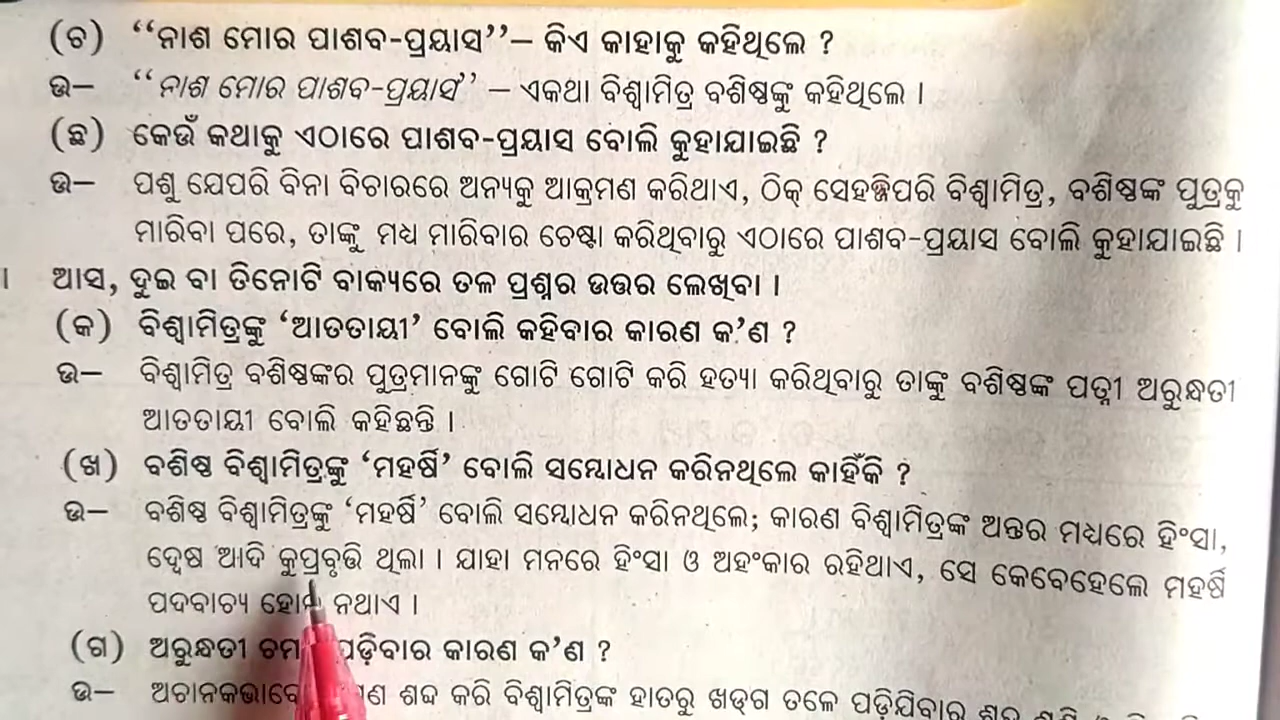 (ଚ) ‘‘ନାଶ ମୋର ପାଶବ-ପ୍ରୟାସ’’– କିଏ କାହାକୁ କହିଥିଲେ ?
ଉ– ‘‘ନାଶ ମୋର ପାଶବ-ପ୍ରୟାସ’’ – ଏକଥା ବିଶ୍ୱାମିତ୍ର ବଶିଷ୍ଠଙ୍କୁ କହିଥିଲେ ।
(ଛ) କେଉଁ କଥାକୁ ଏଠାରେ ପାଶବ-ପ୍ରୟାସ ବୋଲି କୁହାଯାଇଛି ?
ଉ– ପଶୁ ଯେପରି ବିନା ବିଚାରରେ ଅନ୍ୟକୁ ଆକ୍ରମଣ କରିଥାଏ, ଠିକ୍ ସେହିପରି ବିଶ୍ୱାମିତ୍ର, ବଶିଷ୍ଠଙ୍କ ପୁତ୍ରକୁ
ମାରିବା ପରେ, ତାଙ୍କୁ ମଧ୍ୟ ମାରିବାର ଚେଷ୍ଟା କରିଥିବାରୁ ଏଠାରେ ପାଶବ-ପ୍ରୟାସ ବୋଲି କୁହାଯାଇଛି ।
। ଆସ, ଦୁଇ ବା ତିନୋଟି ବାକ୍ୟରେ ତଳ ପ୍ରଶ୍ନର ଉତ୍ତର ଲେଖିବା ।
(କ) ବିଶ୍ୱାମିତ୍ରଙ୍କୁ ‘ଆତତାୟୀ’ ବୋଲି କହିବାର କାରଣ କ’ଣ ?
ଉ– ବିଶ୍ୱାମିତ୍ର ବଶିଷ୍ଠଙ୍କର ପୁତ୍ରମାନଙ୍କୁ ଗୋଟି ଗୋଟି କରି ହତ୍ୟା କରିଥିବାରୁ ତାଙ୍କୁ ବଶିଷ୍ଠଙ୍କ ପତ୍ନୀ ଅରୁନ୍ଧତୀ
ଆତତାୟୀ ବୋଲି କହିଛନ୍ତି ।
(ଖ) ବଶିଷ୍ଠ ବିଶ୍ୱାମିତ୍ରଙ୍କୁ ‘ମହର୍ଷି’ ବୋଲି ସମ୍ବୋଧନ କରିନଥିଲେ କାହିଁକି ?
ଉ– ବଶିଷ୍ଠ ବିଶ୍ୱାମିତ୍ରଙ୍କୁ ‘ମହର୍ଷି’ ବୋଲି ସମ୍ବୋଧନ କରିନଥିଲେ; କାରଣ ବିଶ୍ୱାମିତ୍ରଙ୍କ ଅନ୍ତର ମଧ୍ୟରେ ହିଂସା,
ଦ୍ୱେଷ ଆଦି କୁପ୍ରବୃତ୍ତି ଥିଲା । ଯାହା ମନରେ ହିଂସା ଓ ଅହଂକାର ରହିଥାଏ, ସେ କେବେହେଲେ ମହର୍ଷି
ପଦବାଚ୍ୟ ନଥାଏ ।
(ଗ) ଅରୁନ୍ଧତୀ ପଡ଼ିବାର କାରଣ କ’ଣ ?
ଉ– ଶବ୍ଦ କରି ବିଶ୍ୱାମିତ୍ରଙ୍କ ହାତରୁ ଖଡ୍‌ଗ ତଳେ ପଡ଼ିଯିବାର